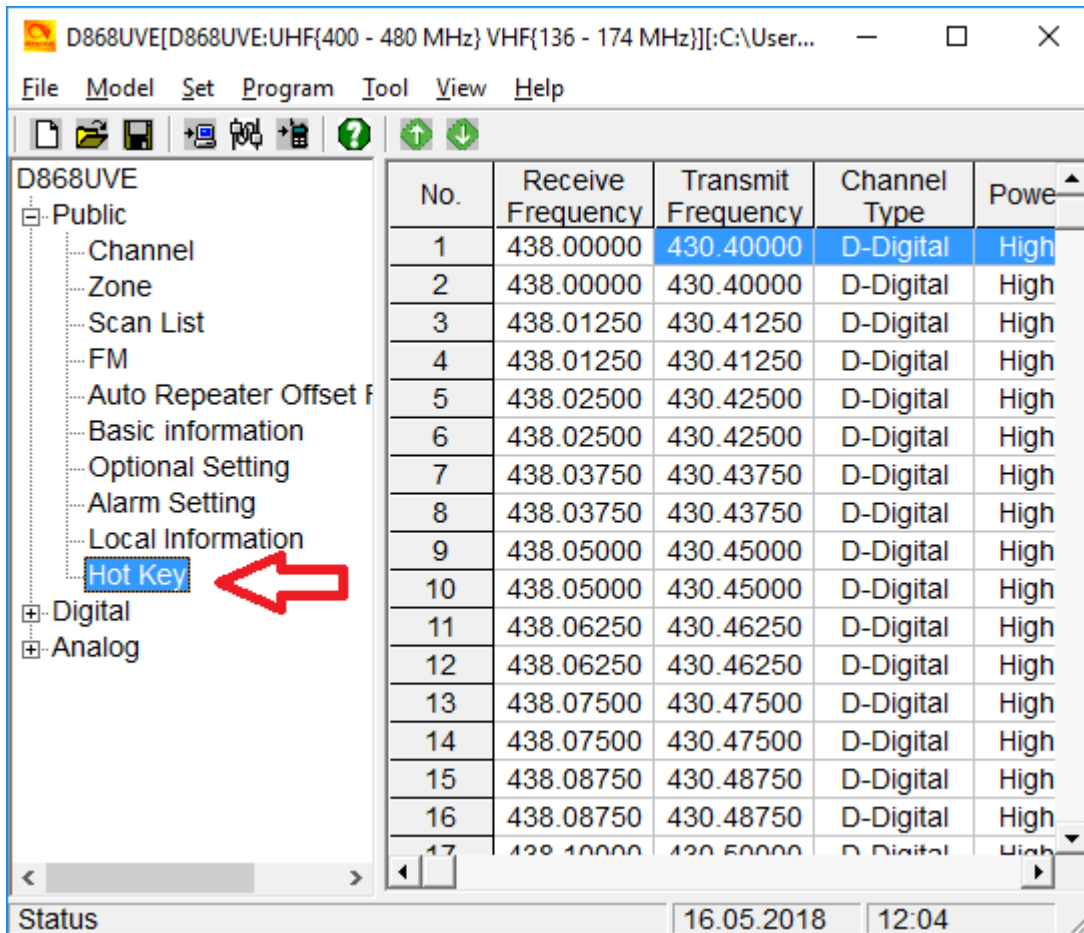 D868UVE[D868UVE:UHF{400 - 480 MHz} VHF{136 - 174 MHz}][:C:\User...
File Model Set Program Tool View Help
D868UVE
Public
Channel
Zone
Scan List
FM
Auto Repeater Offset F
Basic information
Optional Setting
Alarm Setting
Local Information
Hot Key
Digital
Analog
No. Receive Frequency Transmit Frequency Channel Type Powe
1 438.00000 430.40000 D-Digital High
2 438.00000 430.40000 D-Digital High
3 438.01250 430.41250 D-Digital High
4 438.01250 430.41250 D-Digital High
5 438.02500 430.42500 D-Digital High
6 438.02500 430.42500 D-Digital High
7 438.03750 430.43750 D-Digital High
8 438.03750 430.43750 D-Digital High
9 438.05000 430.45000 D-Digital High
10 438.05000 430.45000 D-Digital High
11 438.06250 430.46250 D-Digital High
12 438.06250 430.46250 D-Digital High
13 438.07500 430.47500 D-Digital High
14 438.07500 430.47500 D-Digital High
15 438.08750 430.48750 D-Digital High
16 438.08750 430.48750 D-Digital High
17 438.10000 430.50000 D-Digital High
Status 16.05.2018 12:04